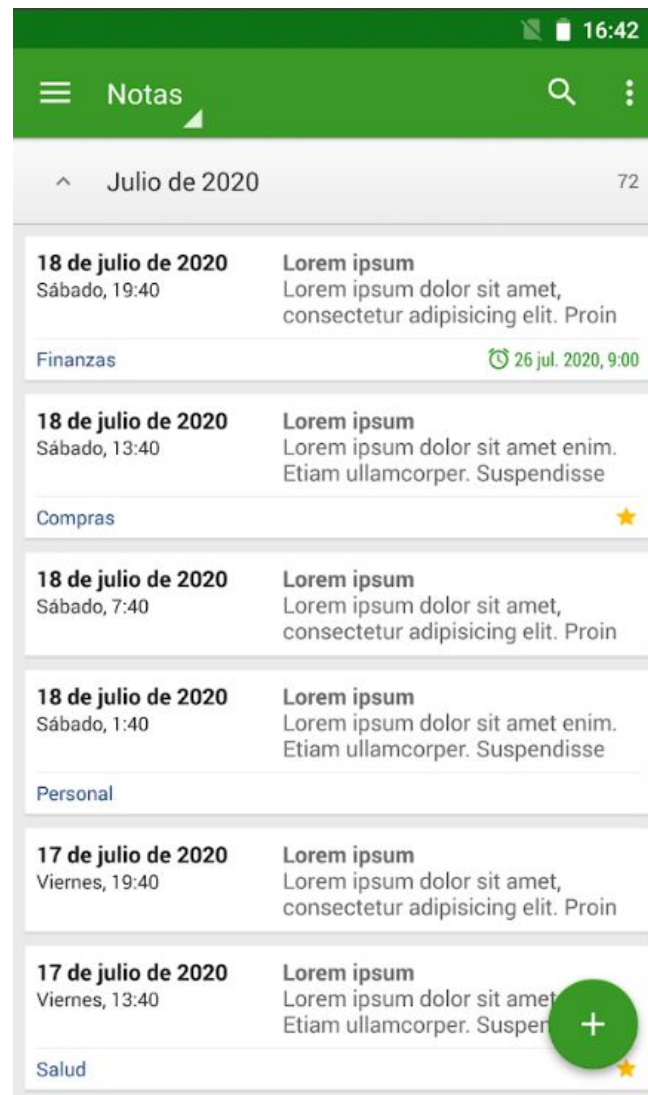 16:42
Notas
Julio de 2020 72
18 de julio de 2020
Sábado, 19:40
Lorem ipsum
Lorem ipsum dolor sit amet,
consectetur adipisicing elit. Proin
Finanzas
26 jul. 2020, 9:00
18 de julio de 2020
Sábado, 13:40
Lorem ipsum
Lorem ipsum dolor sit amet enim.
Etiam ullamcorper. Suspendisse
Compras
18 de julio de 2020
Sábado, 7:40
Lorem ipsum
Lorem ipsum dolor sit amet,
consectetur adipisicing elit. Proin
18 de julio de 2020
Sábado, 1:40
Lorem ipsum
Lorem ipsum dolor sit amet enim.
Etiam ullamcorper. Suspendisse
Personal
17 de julio de 2020
Viernes, 19:40
Lorem ipsum
Lorem ipsum dolor sit amet,
consectetur adipisicing elit. Proin
17 de julio de 2020
Viernes, 13:40
Lorem ipsum
Lorem ipsum dolor sit amet
Etiam ullamcorper.
Salud